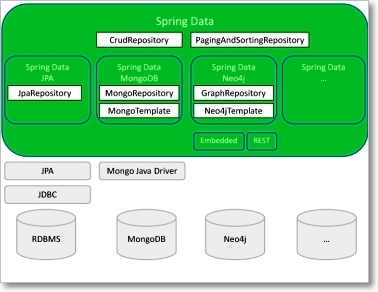 Spring Data
CrudRepository
PagingAndSortingRepository
Spring Data
JPA
JpaRepository
Spring Data
MongoDB
MongoRepository
MongoTemplate
Spring Data
Neo4j
GraphRepository
Neo4jTemplate
Spring Data
...
Embedded
REST
JPA
Mongo Java Driver
JDBC
RDBMS
MongoDB
Neo4j
...